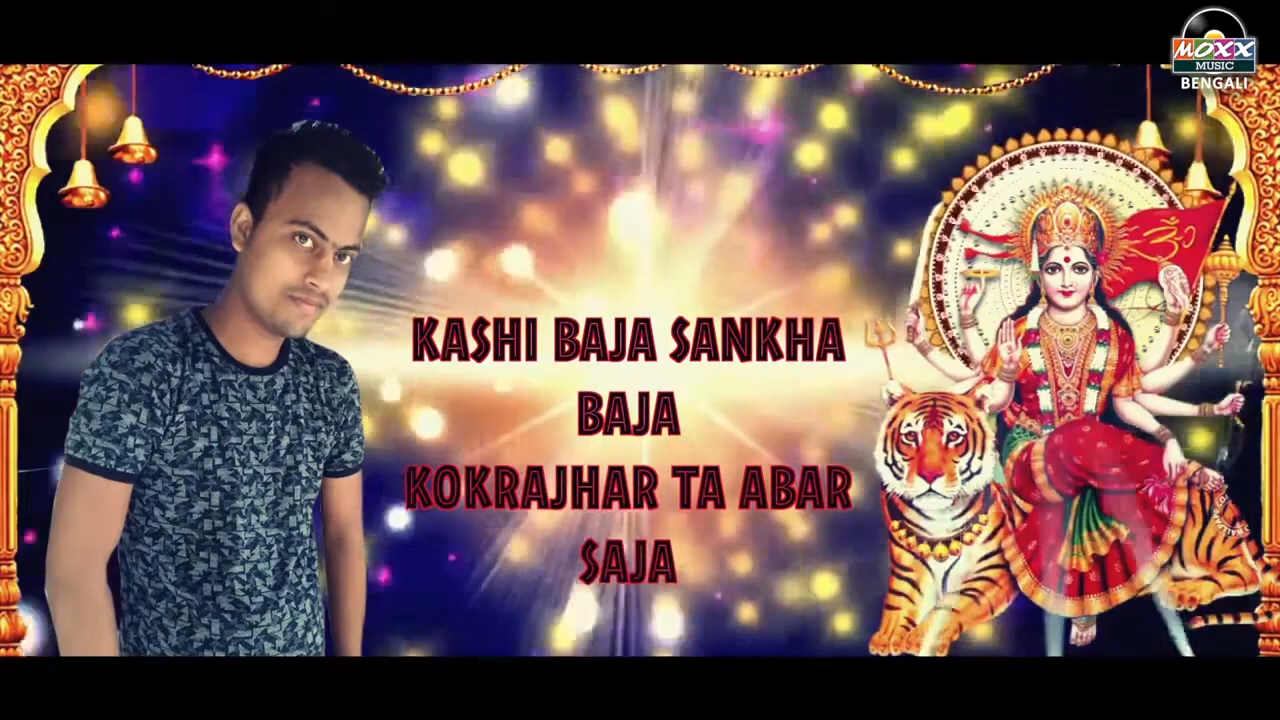 MOXX
MUSIC
BENGALI
KASHI BAJA SANKHA
BAJA
KOKRAJHAR TA ABAR
SAJA
ॐ